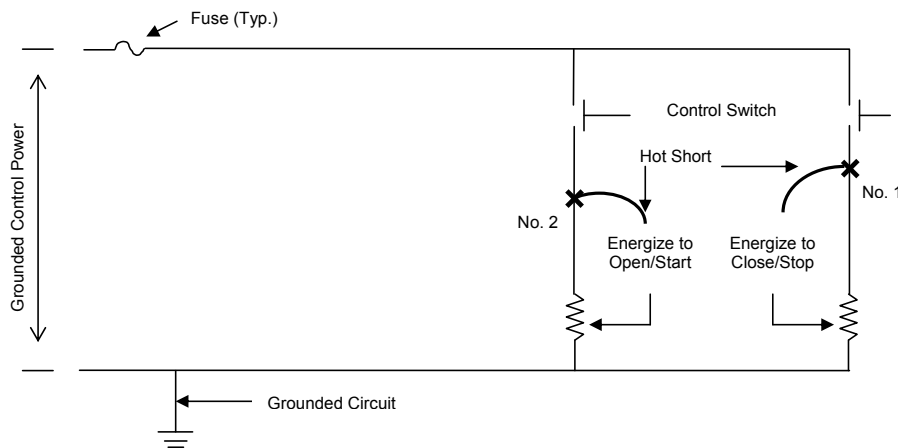 Fuse (Typ.)
Grounded Control Power
Control Switch
Hot Short
No. 1
No. 2
Energize to
Open/Start
Energize to
Close/Stop
Grounded Circuit